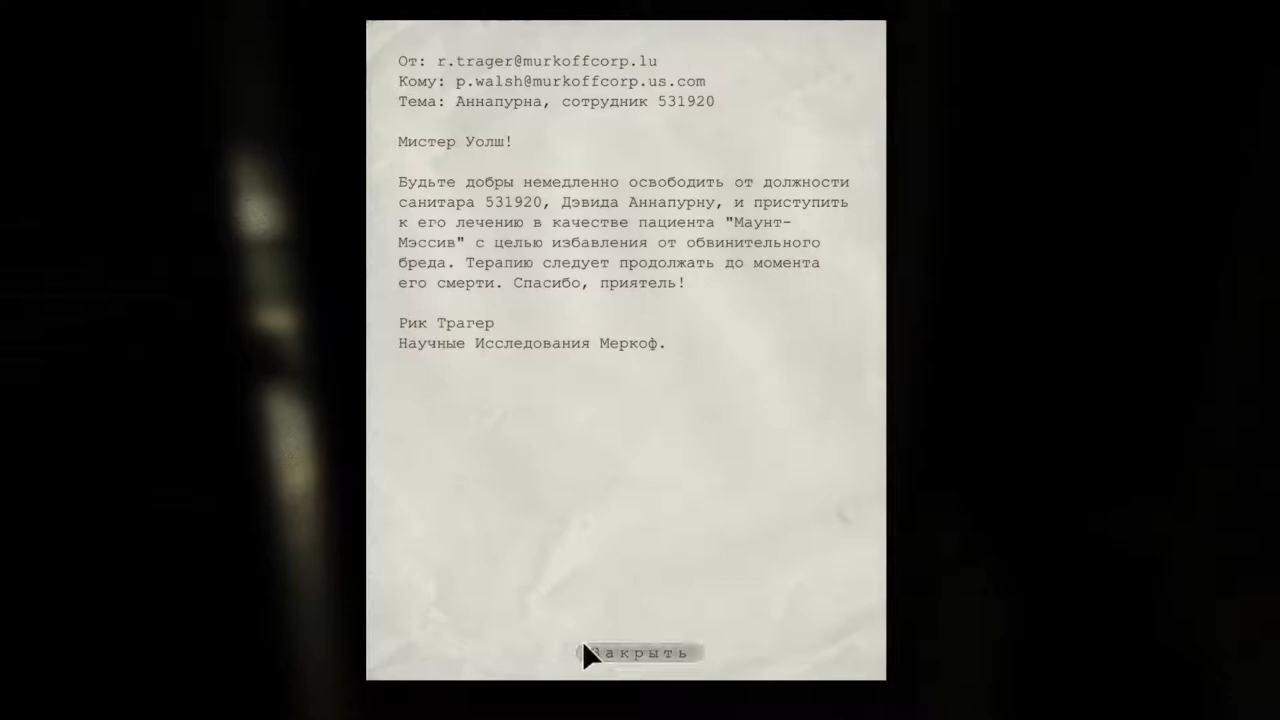 От: r.trager@murkoffcorp.lu
Кому: p.walsh@murkoffcorp.us.com
Тема: Аннапурна, сотрудник 531920
Мистер Уолш!
Будьте добры немедленно освободить от должности
санитара 531920, Дэвида Аннапурну, и приступить
к его лечению в качестве пациента "Маунт-
Мэссив" с целью избавления от обвинительного
бреда. Терапию следует продолжать до момента
его смерти. Спасибо, приятель!
Рик Трагер
Научные Исследования Меркоф.
Закрыть